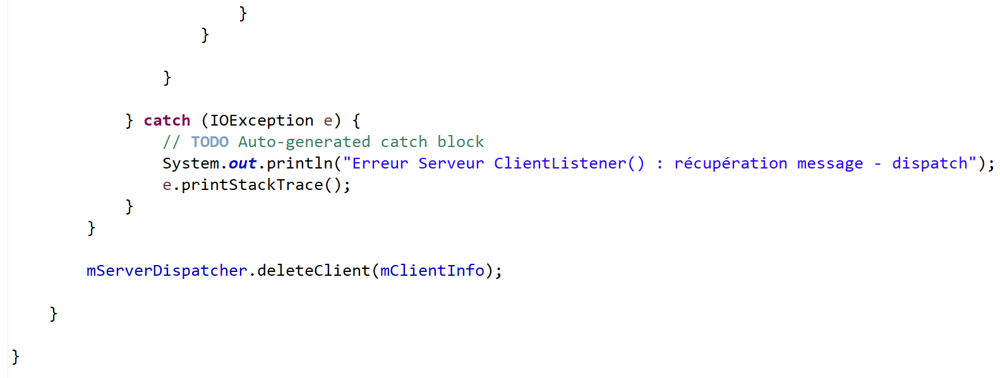 }
                    }

                }

            } catch (IOException e) {
                // TODO Auto-generated catch block
                System.out.println("Erreur Serveur ClientListener() : récupération message - dispatch");
                e.printStackTrace();
            }
        }

        mServerDispatcher.deleteClient(mClientInfo);

    }

}